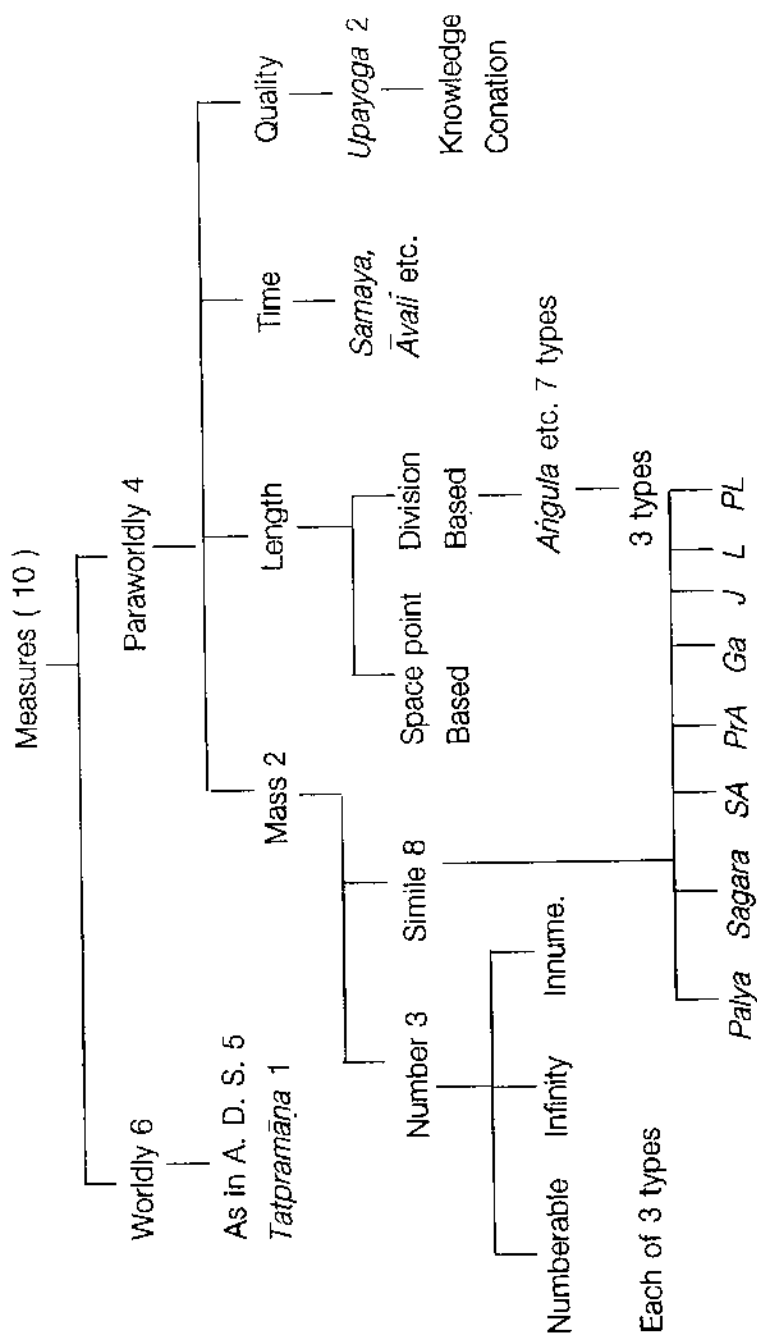 Measures ( 10 )
Worldly 6
Paraworldly 4
As in A. D. S. 5
Tatpramāṇa 1
Mass 2
Length
Time
Quality
Number 3
Simile 8
Space point
Based
Division
Based
Samaya,
Āvalī etc.
Upayoga 2
Knowledge
Conation
Aṅgula etc. 7 types
3 types
Numberable
Infinity
Innume.
Each of 3 types
Palya
Sagara
SA
PrA
Ga
J
L
PL